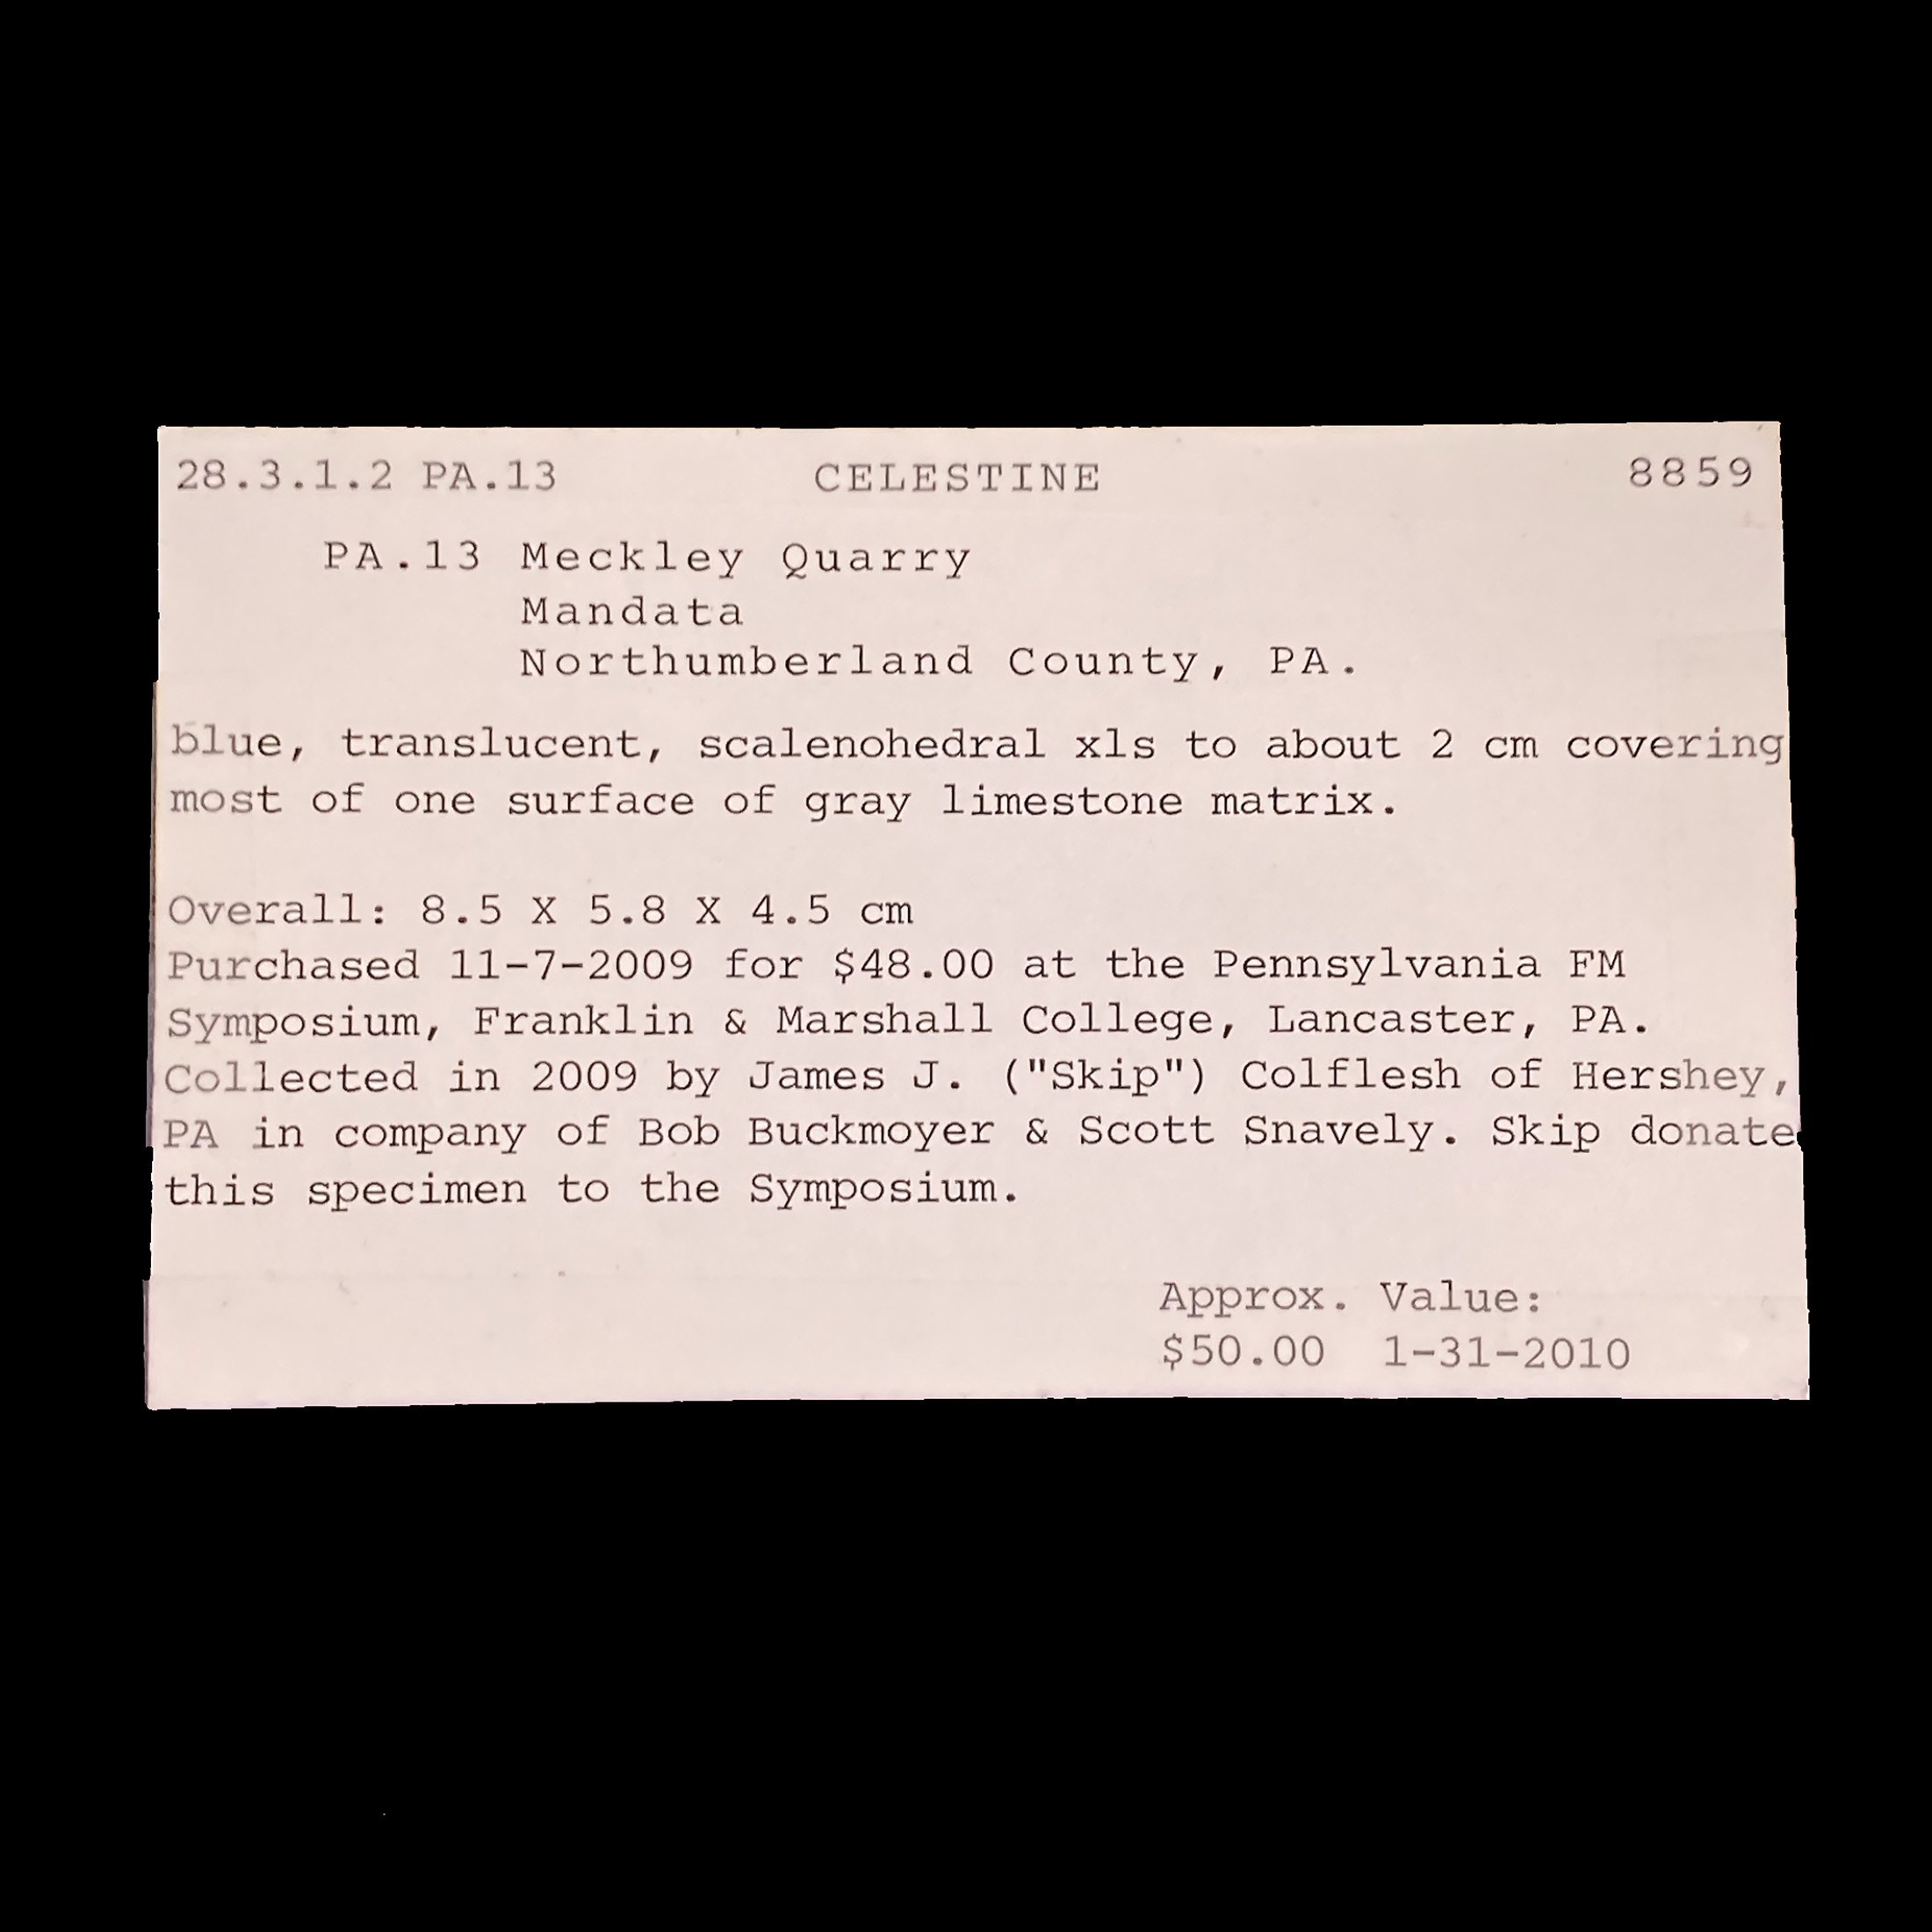 28.3.1.2 PA.13 CELESTINE 8859
PA.13 Meckley Quarry
Mandata
Northumberland County, PA.
blue, translucent, scalenohedral xls to about 2 cm covering
most of one surface of gray limestone matrix.
Overall: 8.5 X 5.8 X 4.5 cm
Purchased 11-7-2009 for $48.00 at the Pennsylvania FM
Symposium, Franklin & Marshall College, Lancaster, PA.
Collected in 2009 by James J. ("Skip") Colflesh of Hershey,
PA in company of Bob Buckmoyer & Scott Snavely. Skip donate
this specimen to the Symposium.
Approx. Value:
$50.00 1-31-2010